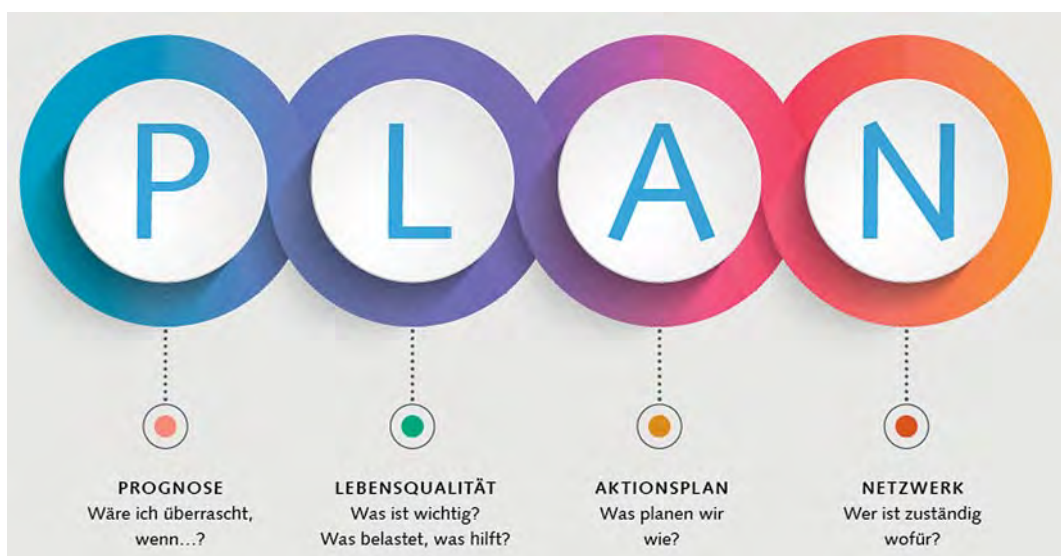 P L A N
PROGNOSE
Wäre ich überrascht,
wenn...?
LEBENSQUALITÄT
Was ist wichtig?
Was belastet, was hilft?
AKTIONSPLAN
Was planen wir
wie?
NETZWERK
Wer ist zuständig
wofür?